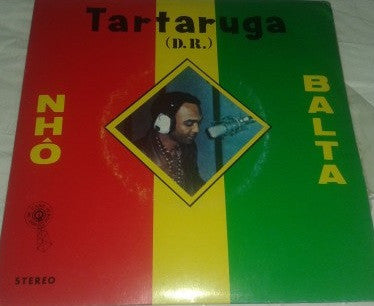 Tartaruga
(D.R.)
NHÔ
BALTA
STEREO